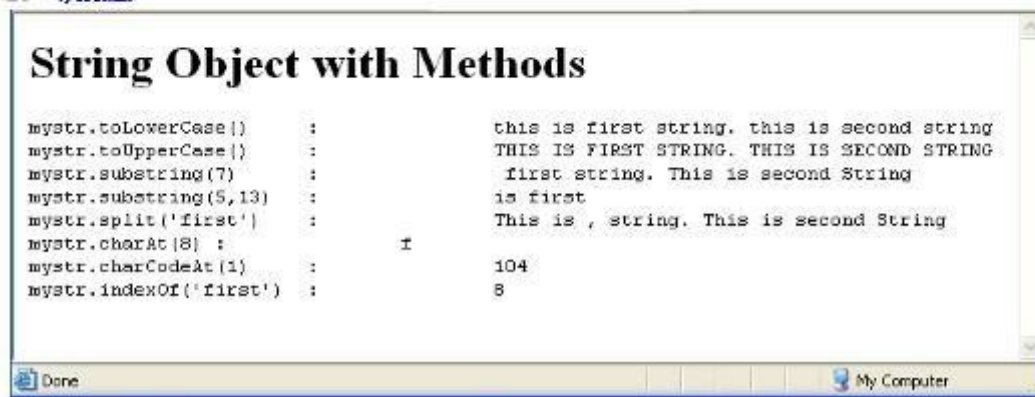 String Object with Methods
mystr.toLowerCase() : this is first string. this is second string
mystr.toUpperCase() : THIS IS FIRST STRING. THIS IS SECOND STRING
mystr.substring(7) : first string. This is second String
mystr.substring(5,13) : is first
mystr.split('first') : This is , string. This is second String
mystr.charAt(8) : f
mystr.charCodeAt(1) : 104
mystr.indexOf('first') : 8
Done My Computer